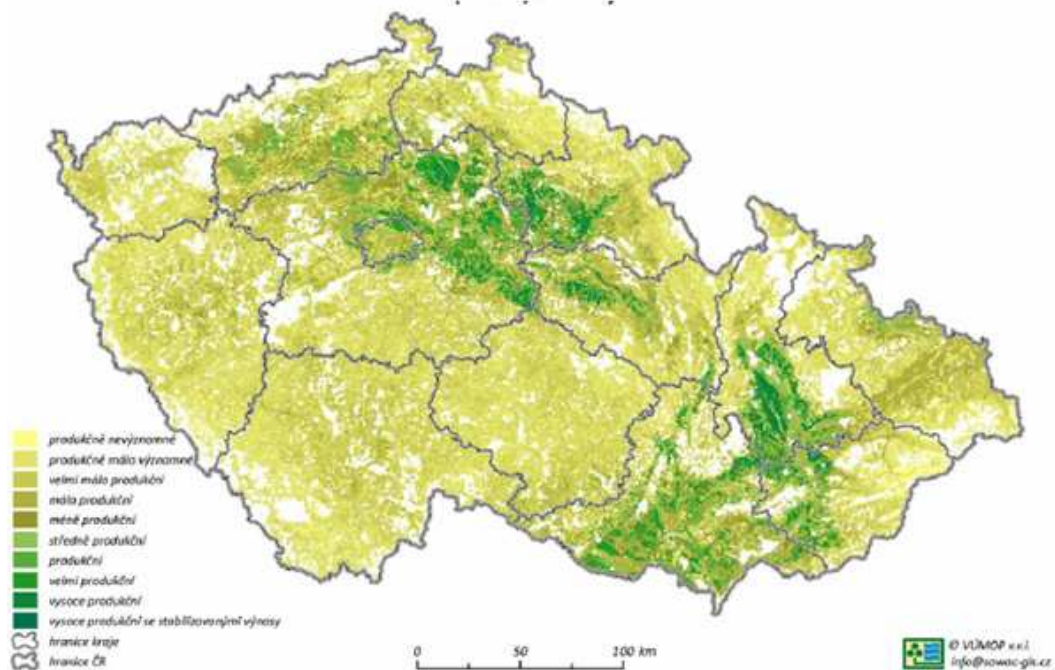 produkčně nevýznamné
produkčně málo významné
velmi málo produkční
málo produkční
méně produkční
středně produkční
produkční
velmi produkční
vysoce produkční
vysoce produkční se stabilizovanými výnosy
hranice kraje
hranice ČR
0 50 100 km
© VÚMOP v.v.i.
info@sowac-gis.cz